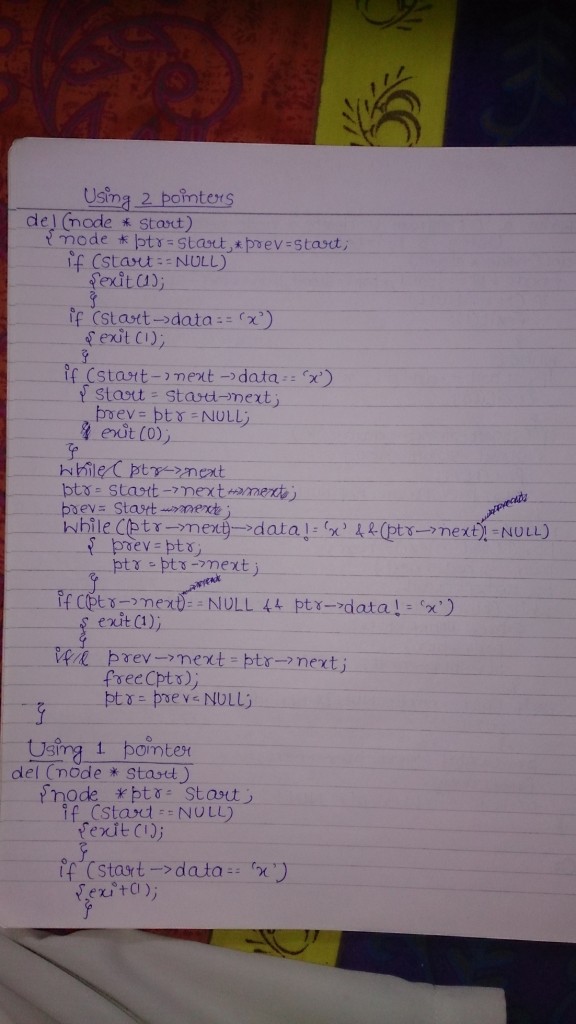 Using 2 pointers
del (node * start)
{ node * ptr = start, * prev = start;
if (start == NULL)
{ exit (1);
}
if (start->data == 'x')
{ exit (1);
}
if (start->next->data == 'x')
{ start = start->next;
prev = ptr = NULL;
exit (0);
}
while ( ptr->next
ptr = start->next;
prev = start;
while ((ptr->next)->data != 'x' && (ptr->next) != NULL)
{ prev = ptr;
ptr = ptr->next;
}
if ((ptr->next) == NULL && ptr->data != 'x')
{ exit (1);
}
prev->next = ptr->next;
free (ptr);
ptr = prev = NULL;
}
Using 1 pointer
del (node * start)
{ node * ptr = start;
if (start == NULL)
{ exit (1);
}
if (start->data == 'x')
{ exit (1);
}